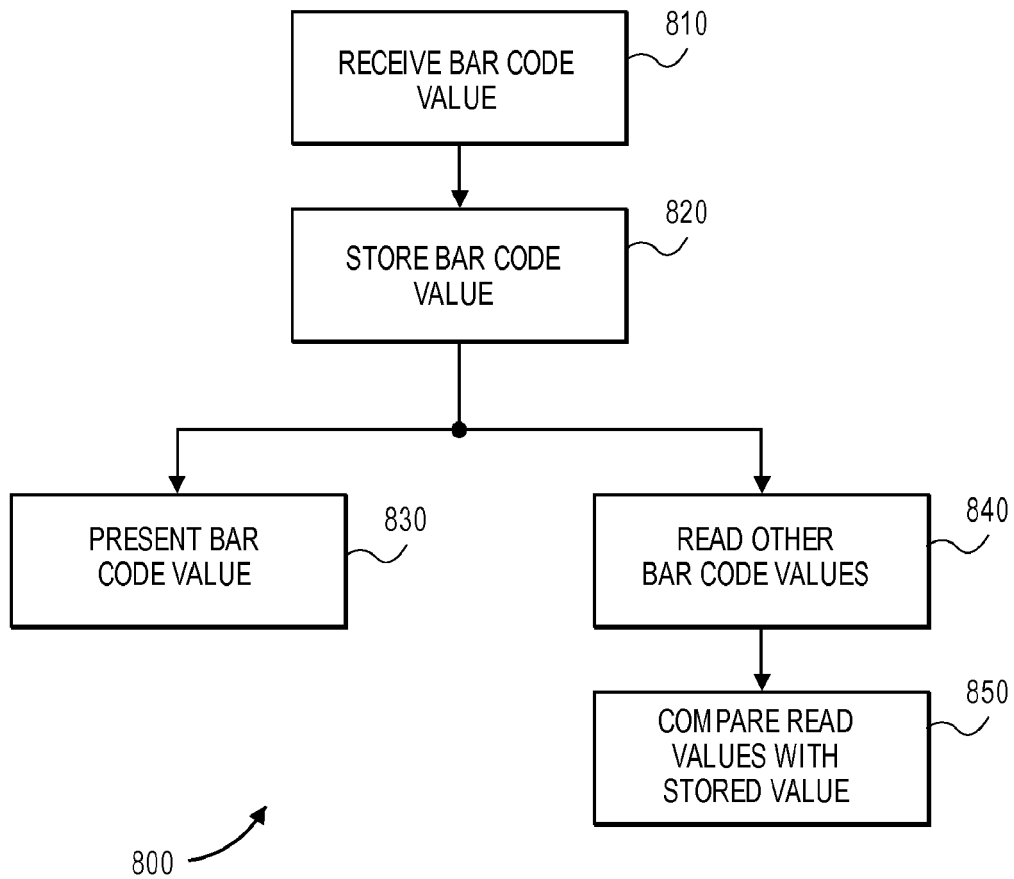 810
RECEIVE BAR CODE
VALUE
820
STORE BAR CODE
VALUE
830
PRESENT BAR
CODE VALUE
840
READ OTHER
BAR CODE VALUES
850
COMPARE READ
VALUES WITH
STORED VALUE
800